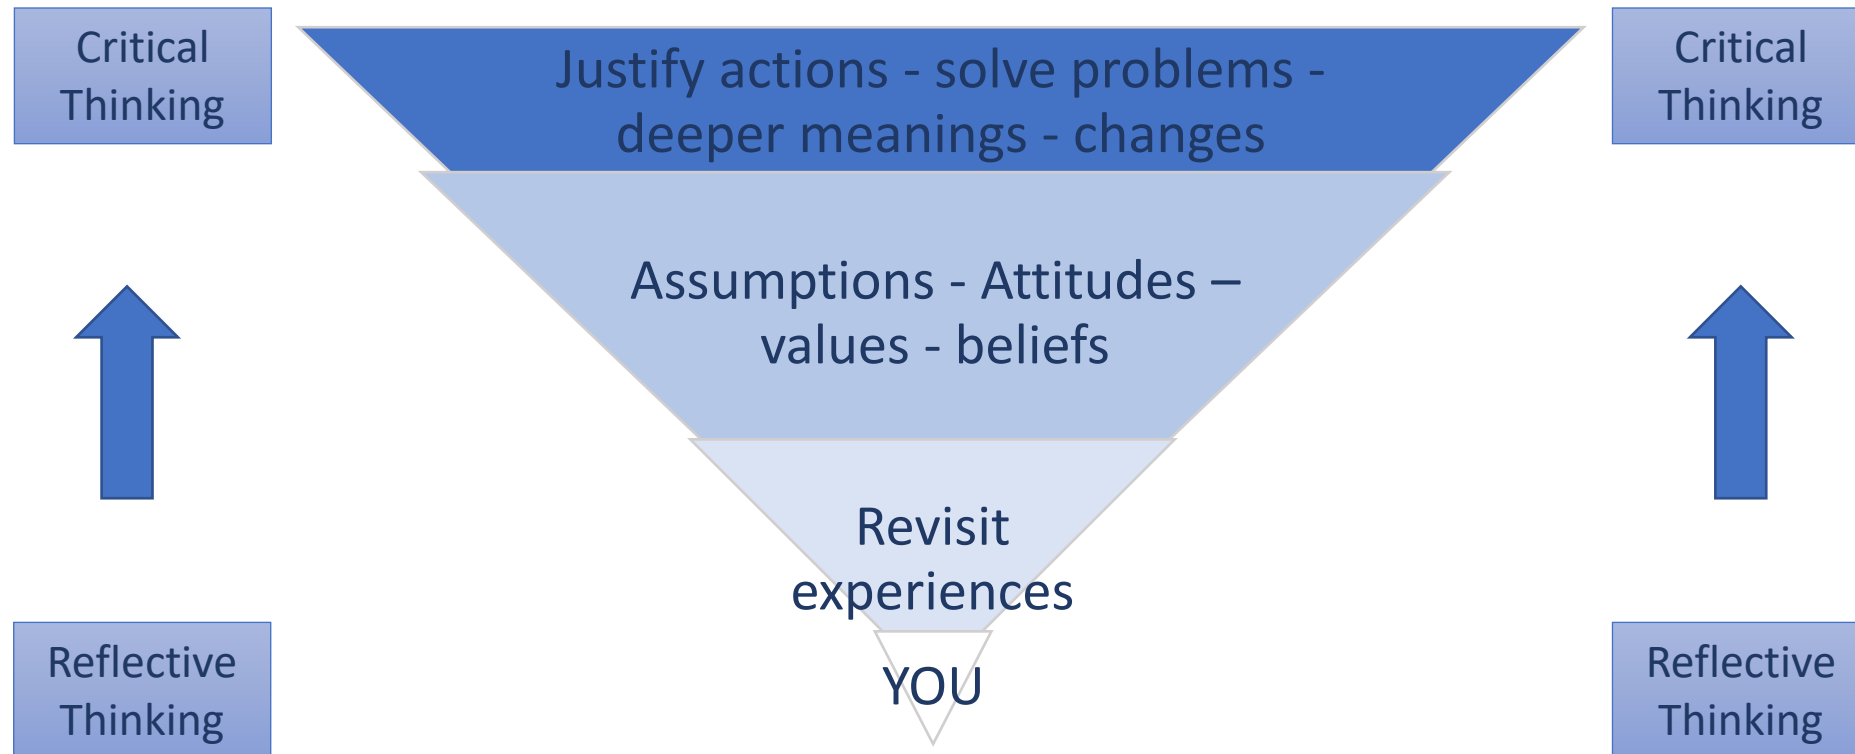 Critical
Thinking
Justify actions - solve problems -
deeper meanings - changes
Critical
Thinking
Assumptions - Attitudes –
values - beliefs
Revisit
experiences
Reflective
Thinking
YOU
Reflective
Thinking